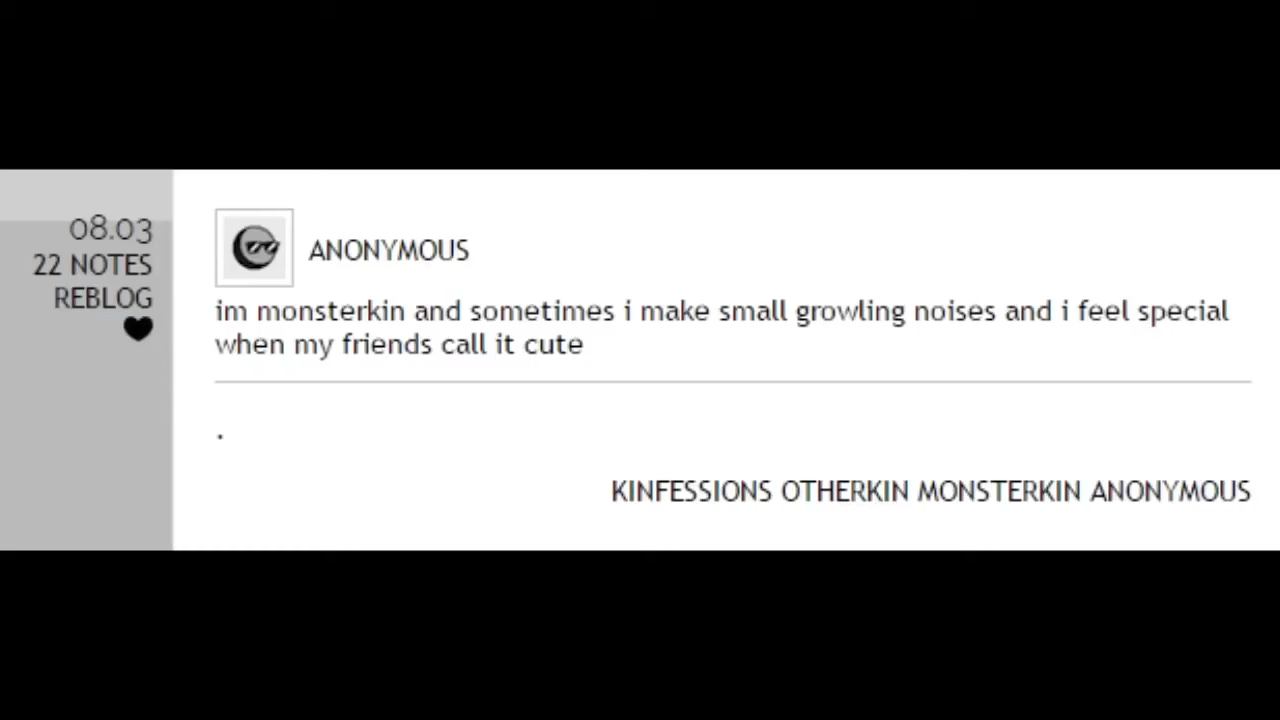 08.03
22 NOTES
REBLOG
ANONYMOUS
im monsterkin and sometimes i make small growling noises and i feel special
when my friends call it cute
.
KINFESSIONS OTHERKIN MONSTERKIN ANONYMOUS